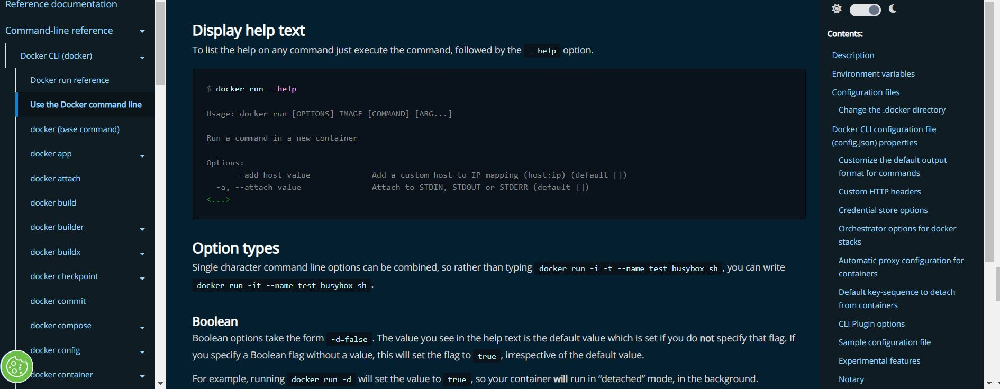 Reference documentation
Command-line reference
Docker CLI (docker)
Docker run reference
Use the Docker command line
docker (base command)
docker app
docker attach
docker build
docker builder
docker buildx
docker checkpoint
docker commit
docker compose
docker config
docker container
Display help text
To list the help on any command just execute the command, followed by the --help option.
$ docker run --help
Usage: docker run [OPTIONS] IMAGE [COMMAND] [ARG...]
Run a command in a new container
Options:
      --add-host value             Add a custom host-to-IP mapping (host:ip) (default [])
  -a, --attach value               Attach to STDIN, STDOUT or STDERR (default [])
<...>
Option types
Single character command line options can be combined, so rather than typing docker run -i -t --name test busybox sh, you can write
docker run -it --name test busybox sh.
Boolean
Boolean options take the form -d=false. The value you see in the help text is the default value which is set if you do not specify that flag. If
you specify a Boolean flag without a value, this will set the flag to true, irrespective of the default value.
For example, running docker run -d will set the value to true, so your container will run in “detached” mode, in the background.
Contents:
Description
Environment variables
Configuration files
Change the .docker directory
Docker CLI configuration file
(config.json) properties
Customize the default output
format for commands
Custom HTTP headers
Credential store options
Orchestrator options for docker
stacks
Automatic proxy configuration for
containers
Default key-sequence to detach
from containers
CLI Plugin options
Sample configuration file
Experimental features
Notary